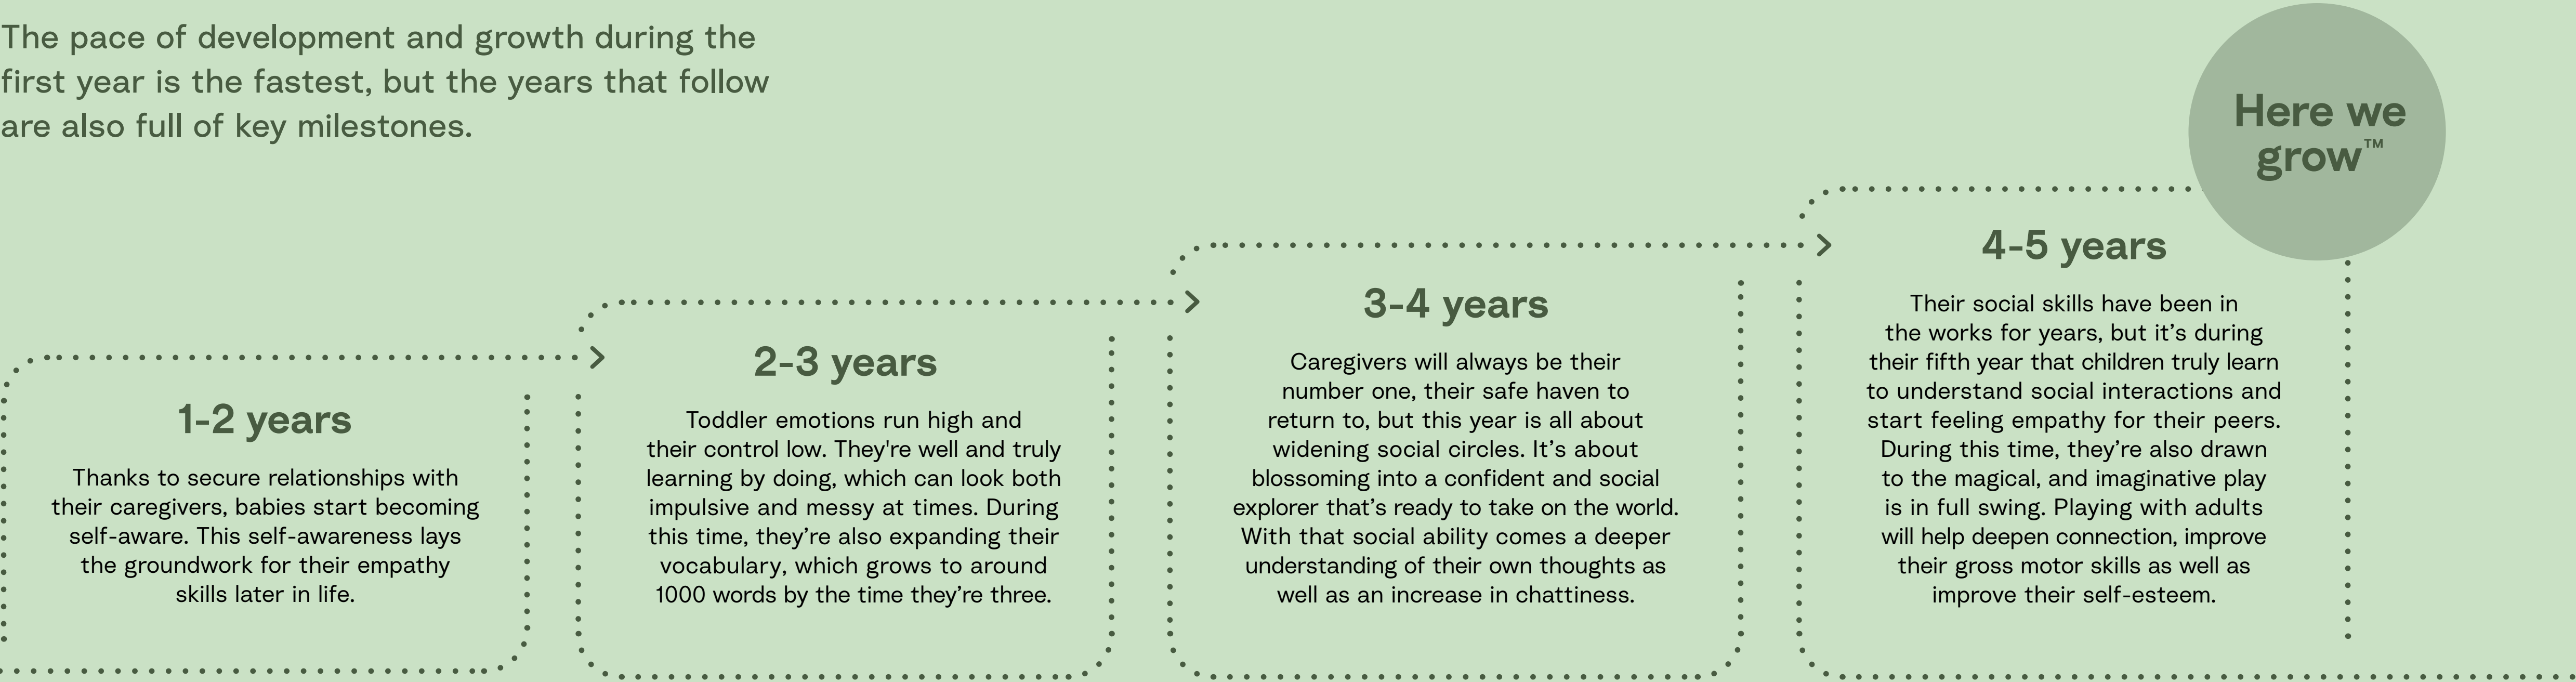 The pace of development and growth during the
first year is the fastest, but the years that follow
are also full of key milestones.
Here we
grow™
1-2 years
Thanks to secure relationships with
their caregivers, babies start becoming
self-aware. This self-awareness lays
the groundwork for their empathy
skills later in life.
2-3 years
Toddler emotions run high and
their control low. They're well and truly
learning by doing, which can look both
impulsive and messy at times. During
this time, they’re also expanding their
vocabulary, which grows to around
1000 words by the time they’re three.
3-4 years
Caregivers will always be their
number one, their safe haven to
return to, but this year is all about
widening social circles. It’s about
blossoming into a confident and social
explorer that’s ready to take on the world.
With that social ability comes a deeper
understanding of their own thoughts as
well as an increase in chattiness.
4-5 years
Their social skills have been in
the works for years, but it’s during
their fifth year that children truly learn
to understand social interactions and
start feeling empathy for their peers.
During this time, they’re also drawn
to the magical, and imaginative play
is in full swing. Playing with adults
will help deepen connection, improve
their gross motor skills as well as
improve their self-esteem.